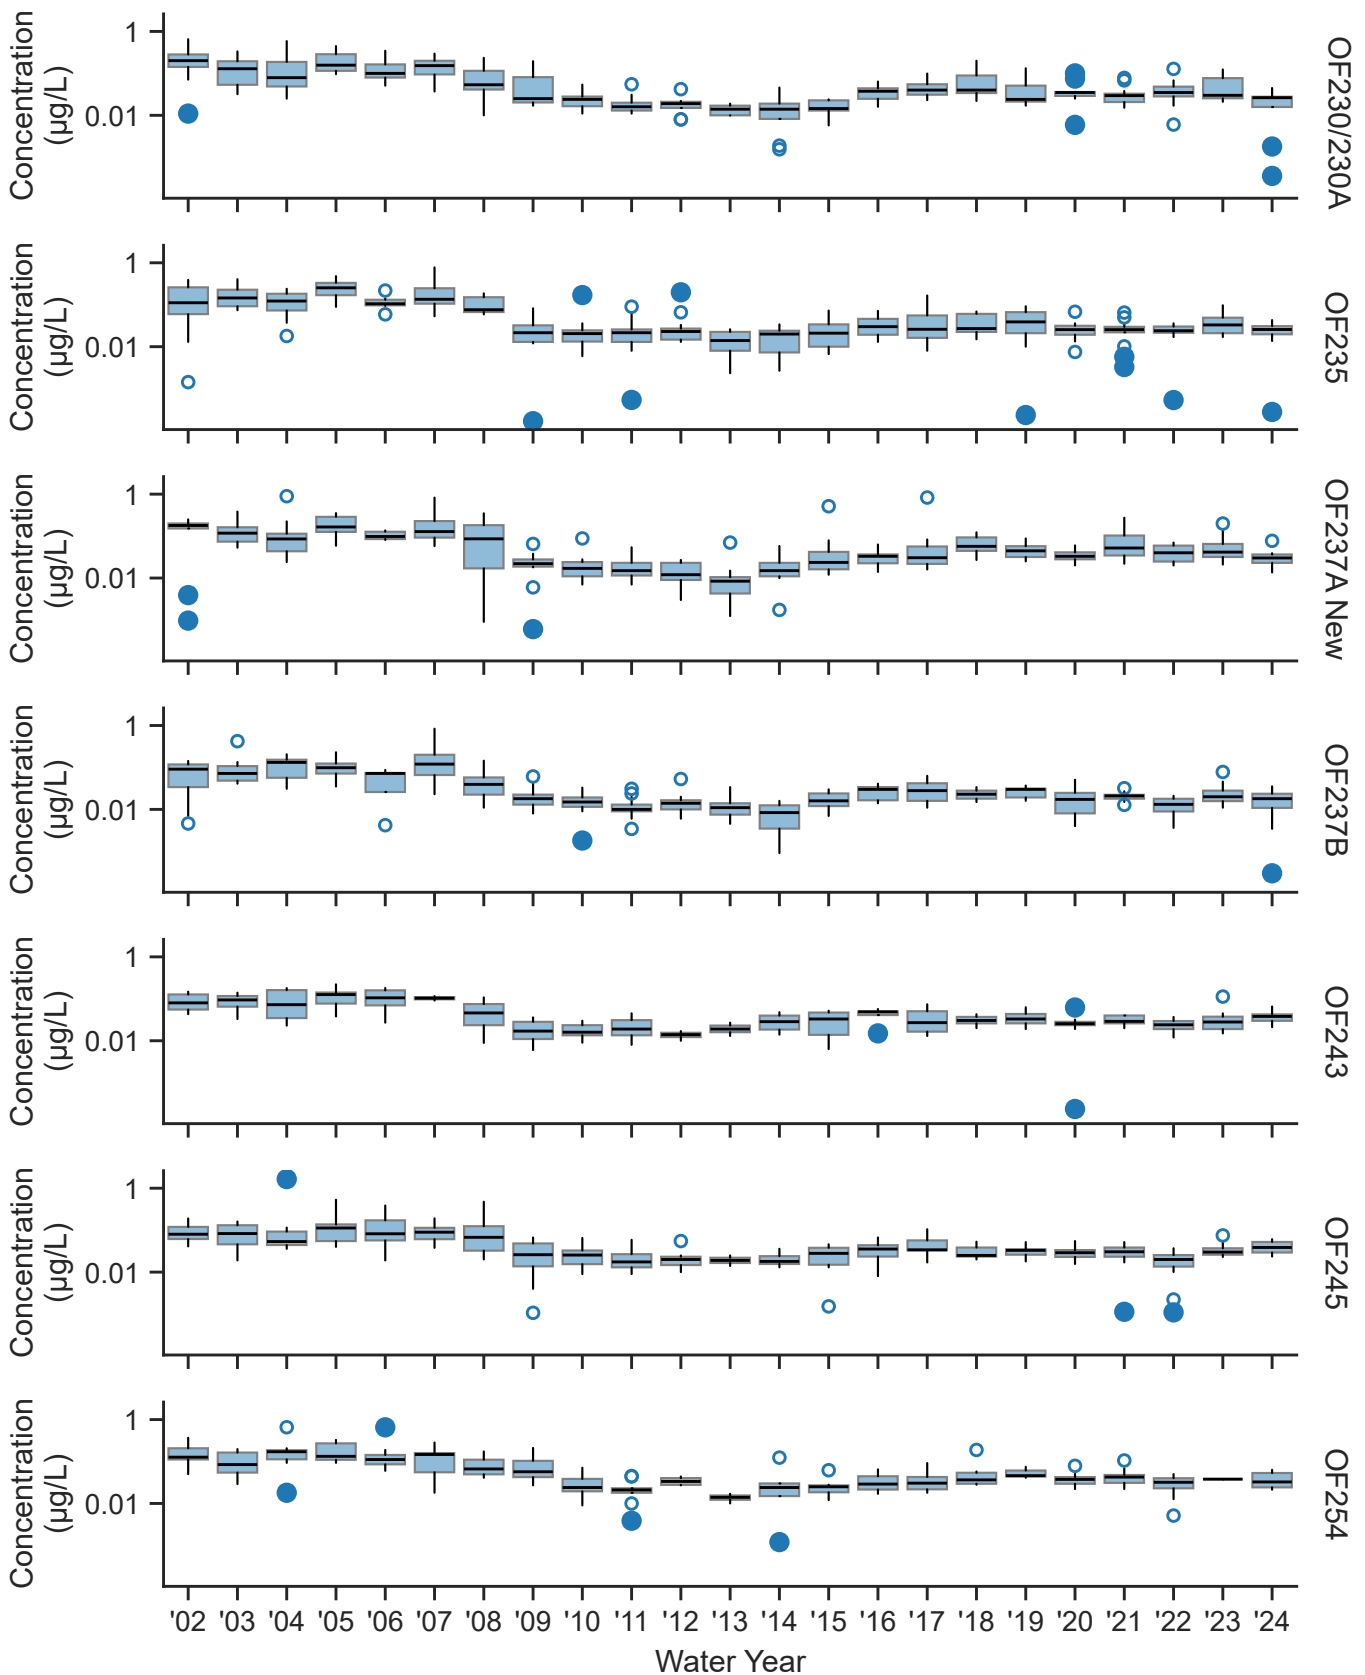 Concentration
(µg/L)
1
0.01
OF230/230A
Concentration
(µg/L)
1
0.01
OF235
Concentration
(µg/L)
1
0.01
OF237A New
Concentration
(µg/L)
1
0.01
OF237B
Concentration
(µg/L)
1
0.01
OF243
Concentration
(µg/L)
1
0.01
OF245
Concentration
(µg/L)
1
0.01
OF254
'02 '03 '04 '05 '06 '07 '08 '09 '10 '11 '12 '13 '14 '15 '16 '17 '18 '19 '20 '21 '22 '23 '24
Water Year